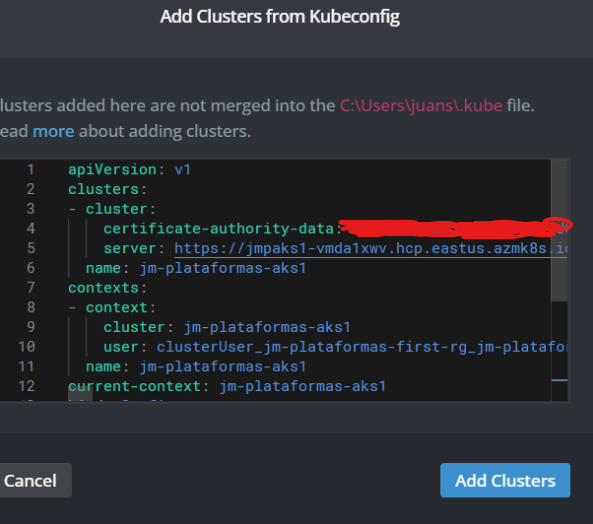 Add Clusters from Kubeconfig
lusters added here are not merged into the C:\Users\juans\.kube file.
ead more about adding clusters.
1 apiVersion: v1
2 clusters:
3 - cluster:
4 certificate-authority-data:
5 server: https://jmpaks1-vmda1xwv.hcp.eastus.azmk8s.io
6 name: jm-plataformas-aks1
7 contexts:
8 - context:
9 cluster: jm-plataformas-aks1
10 user: clusterUser_jm-plataformas-first-rg_jm-platafo
11 name: jm-plataformas-aks1
12 current-context: jm-plataformas-aks1
Cancel
Add Clusters